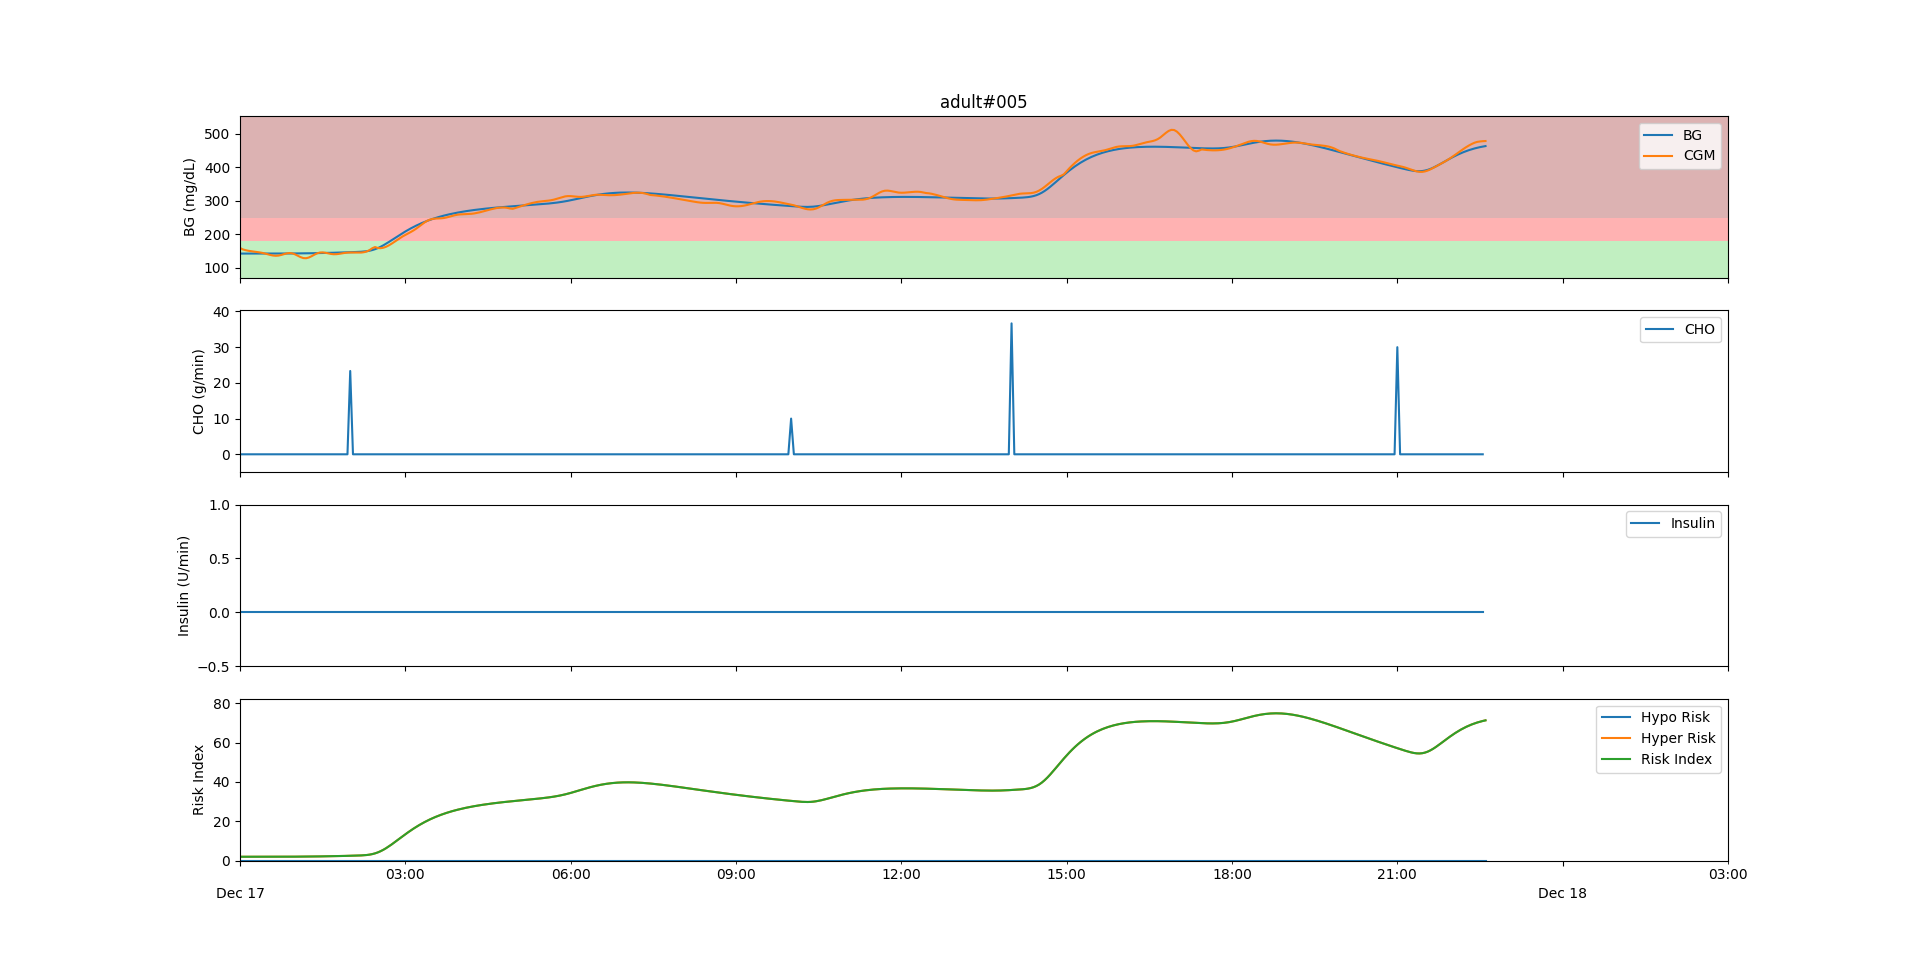 adult#005
BG (mg/dL)
500
400
300
200
100
BG
CGM
CHO (g/min)
40
30
20
10
0
CHO
Insulin (U/min)
1.0
0.5
0.0
−0.5
Insulin
Risk Index
80
60
40
20
0
Hypo Risk
Hyper Risk
Risk Index
03:00 06:00 09:00 12:00 15:00 18:00 21:00 03:00
Dec 17 Dec 18